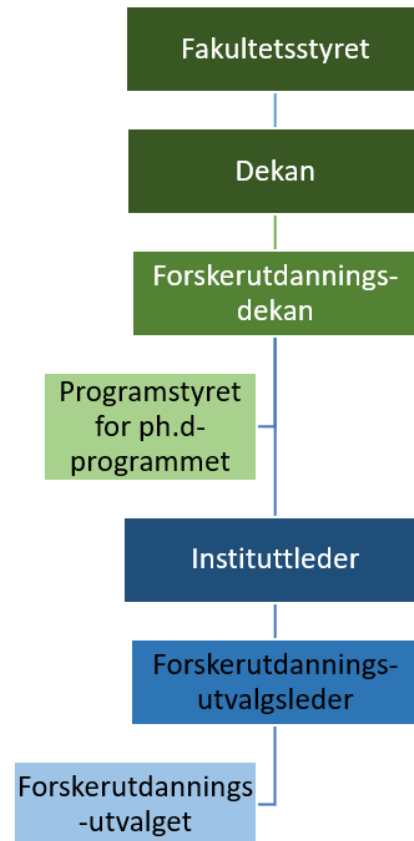 Fakultetsstyret
Dekan
Forskerutdannings-
dekan
Programstyret
for ph.d-
programmet
Instituttleder
Forskerutdannings-
utvalgsleder
Forskerutdannings
-utvalget